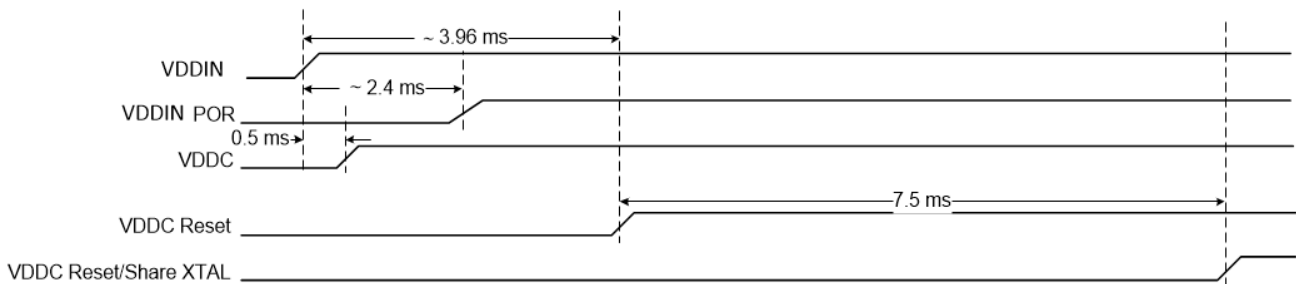 ~ 3.96 ms
VDDIN
~ 2.4 ms
VDDIN POR
0.5 ms
VDDC
7.5 ms
VDDC Reset
VDDC Reset/Share XTAL